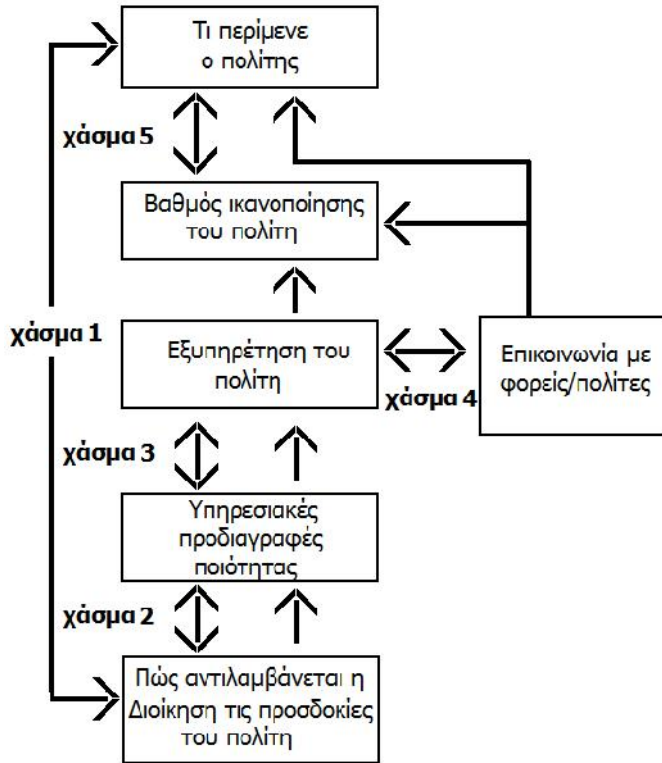 Τι περίμενε
ο πολίτης
χάσμα 5
Βαθμός ικανοποίησης
του πολίτη
χάσμα 1
Εξυπηρέτηση του
πολίτη
χάσμα 4
Επικοινωνία με
φορείς/πολίτες
χάσμα 3
Υπηρεσιακές
προδιαγραφές
ποιότητας
χάσμα 2
Πώς αντιλαμβάνεται η
Διοίκηση τις προσδοκίες
του πολίτη